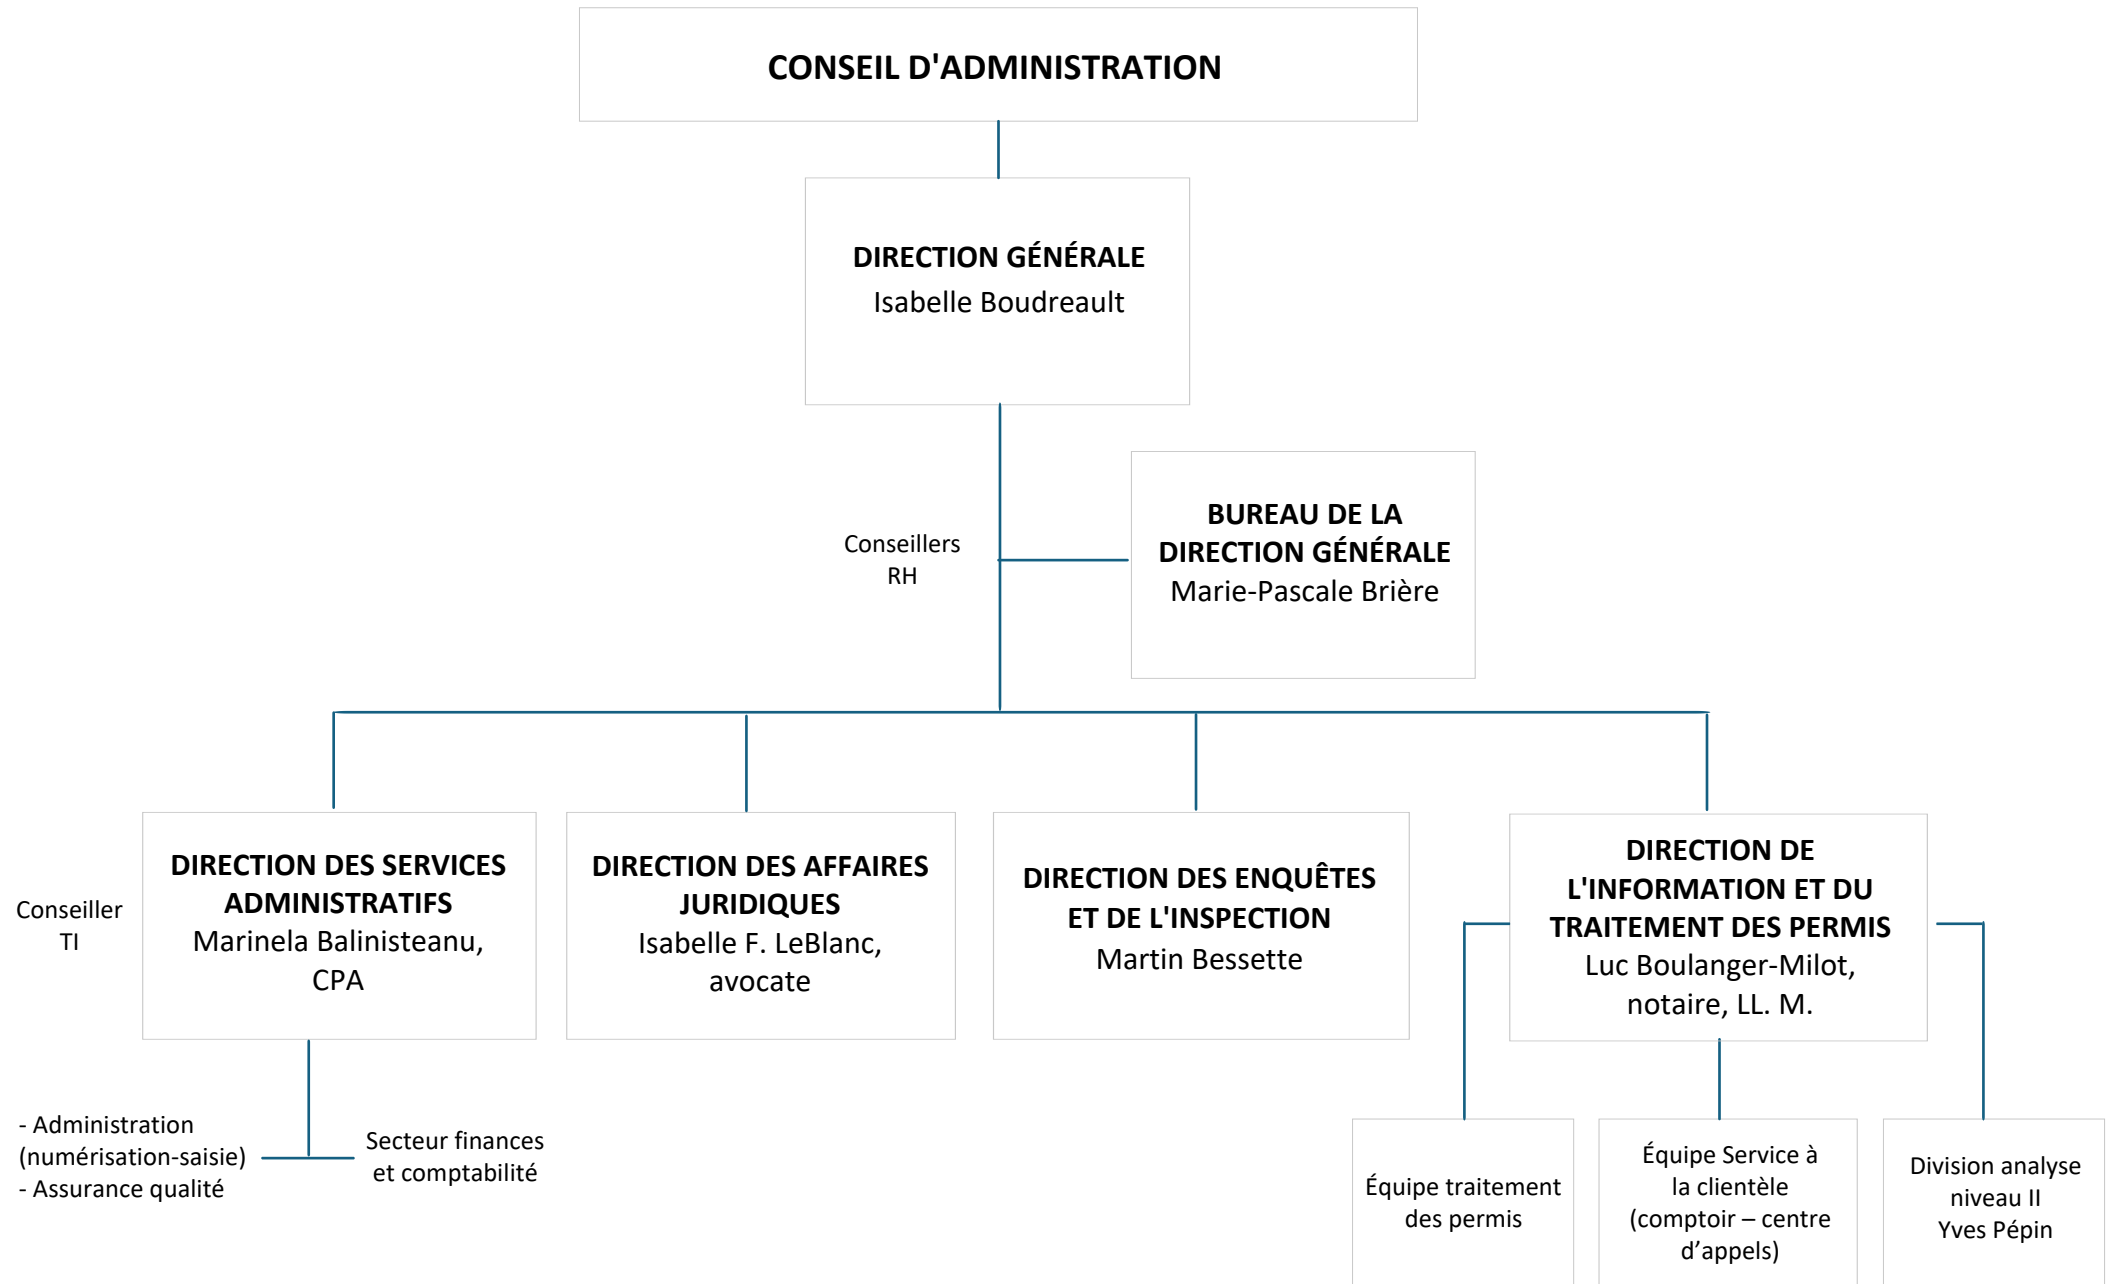 CONSEIL D'ADMINISTRATION
DIRECTION GÉNÉRALE
Isabelle Boudreault
Conseillers
RH
BUREAU DE LA
DIRECTION GÉNÉRALE
Marie-Pascale Brière
Conseiller
TI
DIRECTION DES SERVICES
ADMINISTRATIFS
Marinela Balinisteanu,
CPA
DIRECTION DES AFFAIRES
JURIDIQUES
Isabelle F. LeBlanc,
avocate
DIRECTION DES ENQUÊTES
ET DE L'INSPECTION
Martin Bessette
DIRECTION DE
L'INFORMATION ET DU
TRAITEMENT DES PERMIS
Luc Boulanger-Milot,
notaire, LL. M.
- Administration
(numérisation-saisie)
- Assurance qualité
Secteur finances
et comptabilité
Équipe traitement
des permis
Équipe Service à
la clientèle
(comptoir – centre
d’appels)
Division analyse
niveau II
Yves Pépin